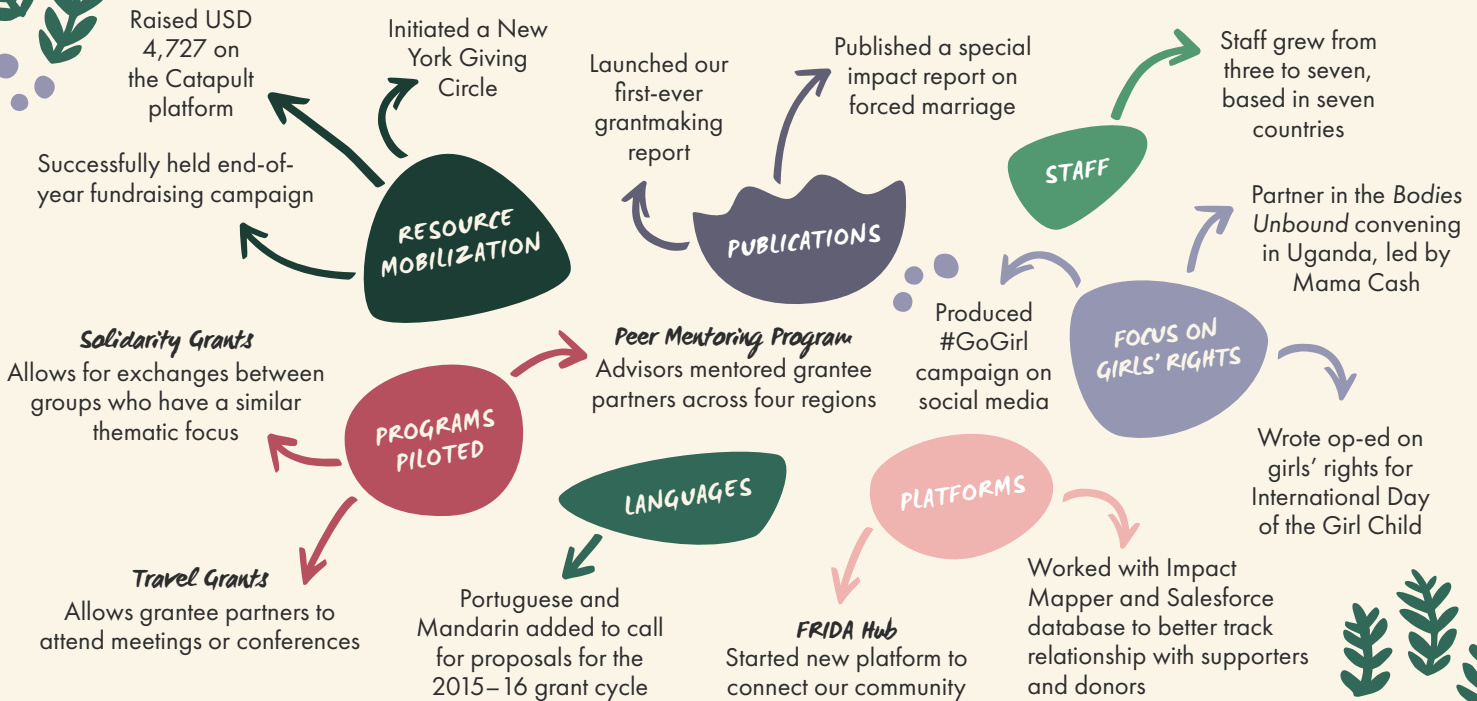 Raised USD
4,727 on
the Catapult
platform
Initiated a New
York Giving
Circle
Successfully held end-of-
year fundraising campaign
RESOURCE
MOBILIZATION
Launched our
first-ever
grantmaking
report
Published a special
impact report on
forced marriage
PUBLICATIONS
Staff grew from
three to seven,
based in seven
countries
STAFF
Partner in the Bodies
Unbound convening
in Uganda, led by
Mama Cash
Produced
#GoGirl
campaign on
social media
FOCUS ON
GIRLS' RIGHTS
Wrote op-ed on
girls' rights for
International Day
of the Girl Child
Solidarity Grants
Allows for exchanges between
groups who have a similar
thematic focus
Peer Mentoring Program
Advisors mentored grantee
partners across four regions
PROGRAMS
PILOTED
Travel Grants
Allows grantee partners to
attend meetings or conferences
LANGUAGES
Portuguese and
Mandarin added to call
for proposals for the
2015–16 grant cycle
PLATFORMS
FRIDA Hub
Started new platform to
connect our community
Worked with Impact
Mapper and Salesforce
database to better track
relationship with supporters
and donors